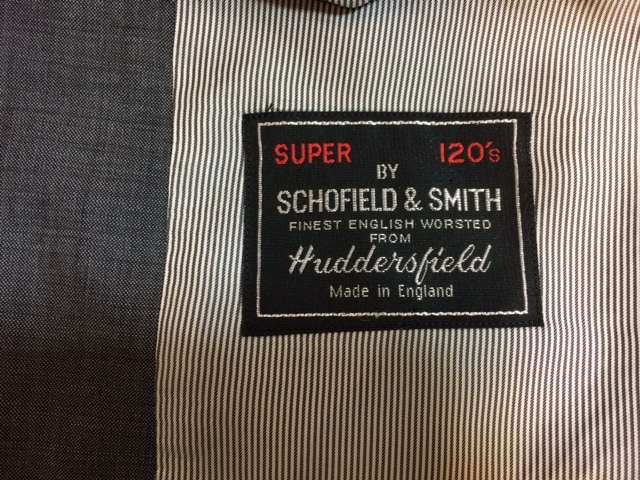 SUPER 120's
BY
SCHOFIELD & SMITH
FINEST ENGLISH WORSTED
FROM
Huddersfield
Made in England